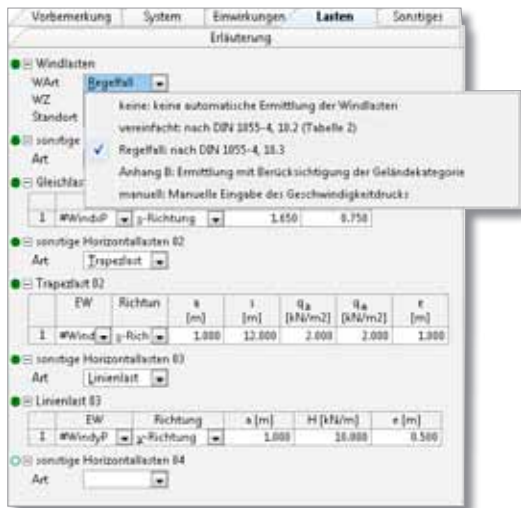 Vorbemerkung System Einwirkungen Lasten Sonstiges
Erläuterung
Windlasten
WArt Regelfall
WZ
Standort
keine: keine automatische Ermittlung der Windlasten
vereinfacht: nach DIN 1055-4, 10.2 (Tabelle 2)
Regelfall: nach DIN 1055-4, 10.3
Anhang B: Ermittlung mit Berücksichtigung der Geländekategorie
manuell: Manuelle Eingabe des Geschwindigkeitdrucks
sonstige
Art
Gleichlas
1 #WindxP -Richtung 1.650 0.750
sonstige Horizontallasten 02
Art Trapezlast
Trapezlast 02
EW Richtun a s qa qe e
[m] [m] [kN/m2] [kN/m2] [m]
1 #Wind -Rich 1.000 12.000 2.000 2.000 1.000
sonstige Horizontallasten 03
Art Linienlast
Linienlast 03
EW Richtung a [m] H [kN/m] e [m]
1 #WindyP y-Richtung 1.000 10.000 0.500
sonstige Horizontallasten 04
Art